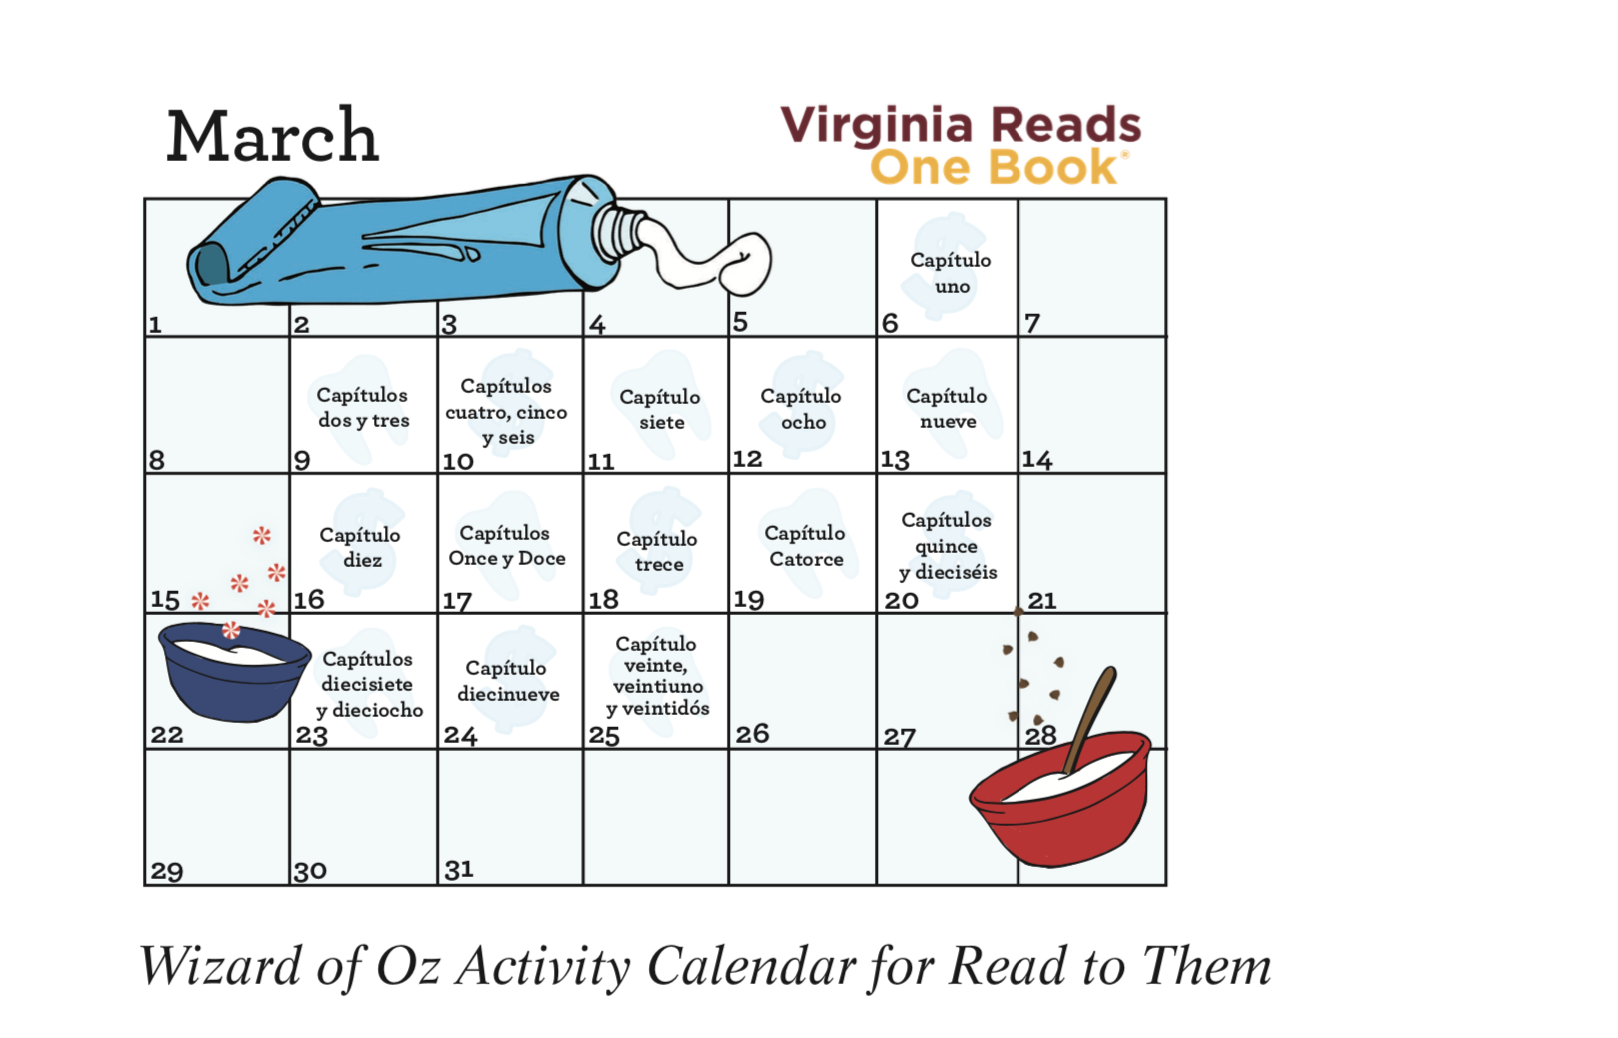 March
Virginia Reads
One Book®
Capítulo
uno
1
2
3
4
5
6
7
Capítulos
dos y tres
Capítulos
cuatro, cinco
y seis
Capítulo
siete
Capítulo
ocho
Capítulo
nueve
8
9
10
11
12
13
14
Capítulo
diez
Capítulos
Once y Doce
Capítulo
trece
Capítulo
Catorce
Capítulos
quince
y dieciséis
15
16
17
18
19
20
21
Capítulos
diecisiete
y dieciocho
Capítulo
diecinueve
Capítulo
veinte,
veintiuno
y veintidós
22
23
24
25
26
27
28
29
30
31
Wizard of Oz Activity Calendar for Read to Them